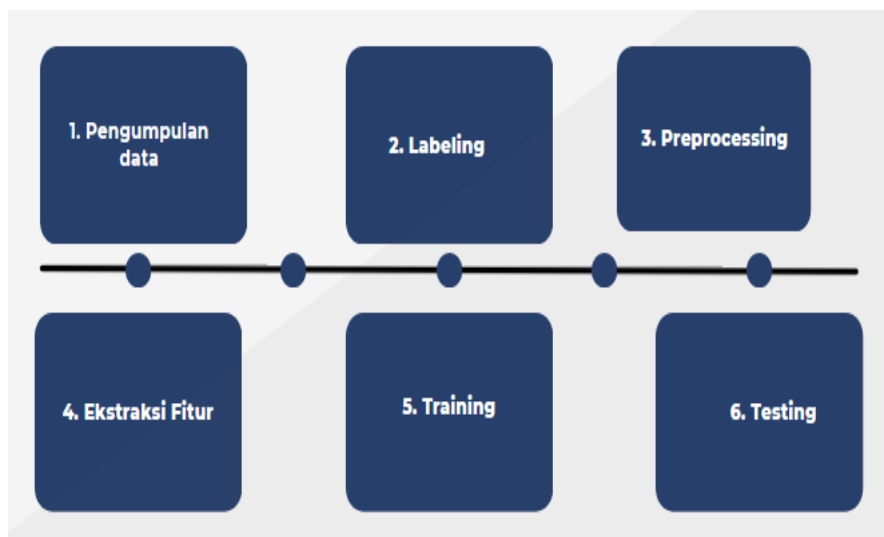 1. Pengumpulan
data
2. Labeling
3. Preprocessing
4. Ekstraksi Fitur
5. Training
6. Testing